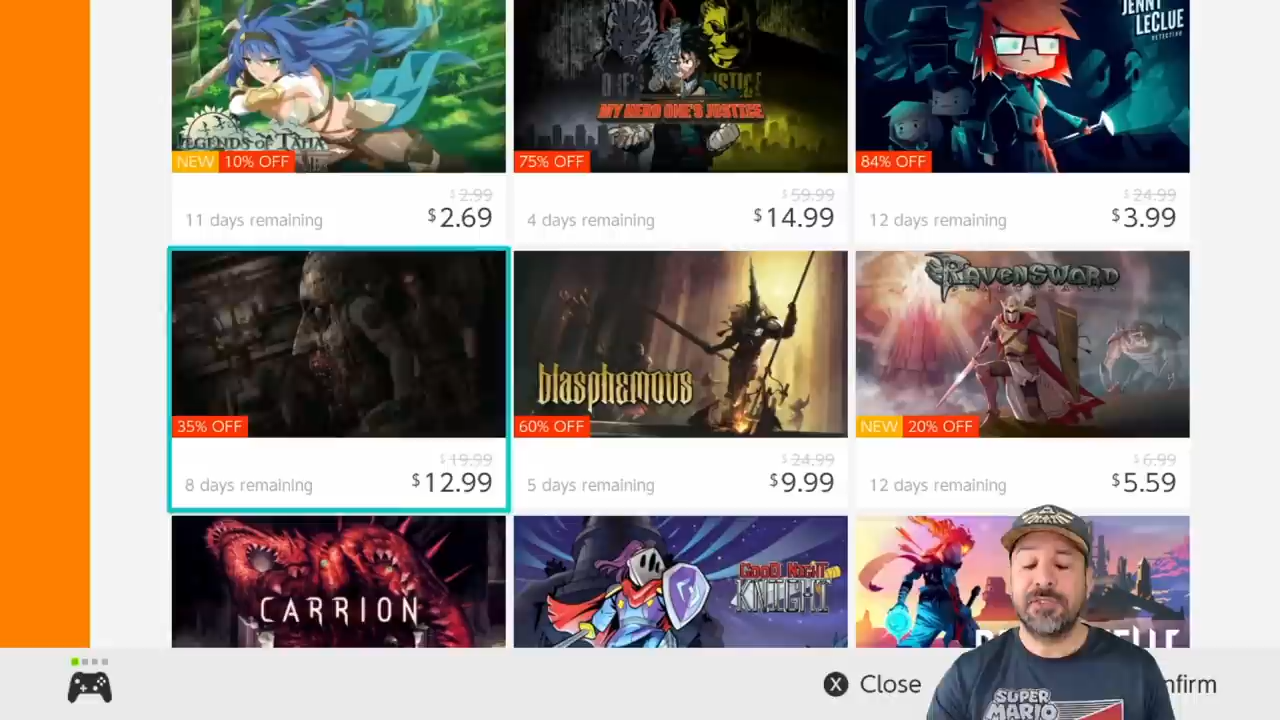 JENNY
LECLUE
DETECTIVÚ
LEGENDS OF TALIA
MY HERO ONE'S JUSTICE
NEW 10% OFF
75% OFF
84% OFF
$2.99
$59.99
$24.99
11 days remaining
$2.69
4 days remaining
$14.99
12 days remaining
$3.99
RAVENSWORD
blasphemous
35% OFF
60% OFF
NEW 20% OFF
$19.99
$24.99
$6.99
8 days remaining
$12.99
5 days remaining
$9.99
12 days remaining
$5.59
GOOD NIGHT
KNIGHT
CARRION
X Close
nfirm
SUPER
MARIO